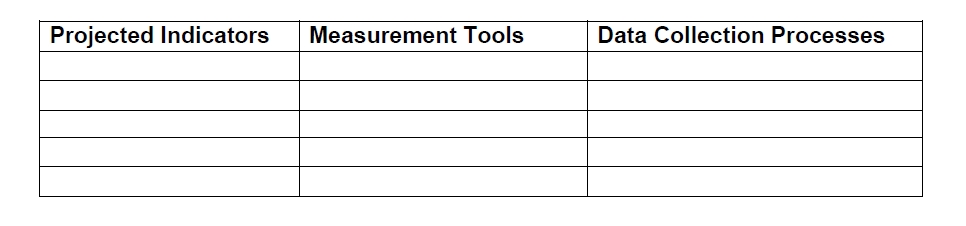 Projected Indicators Measurement Tools Data Collection Processes